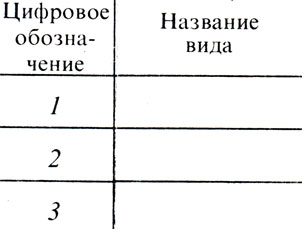 Цифровое
обозна-
чение
Название
вида
1
2
3